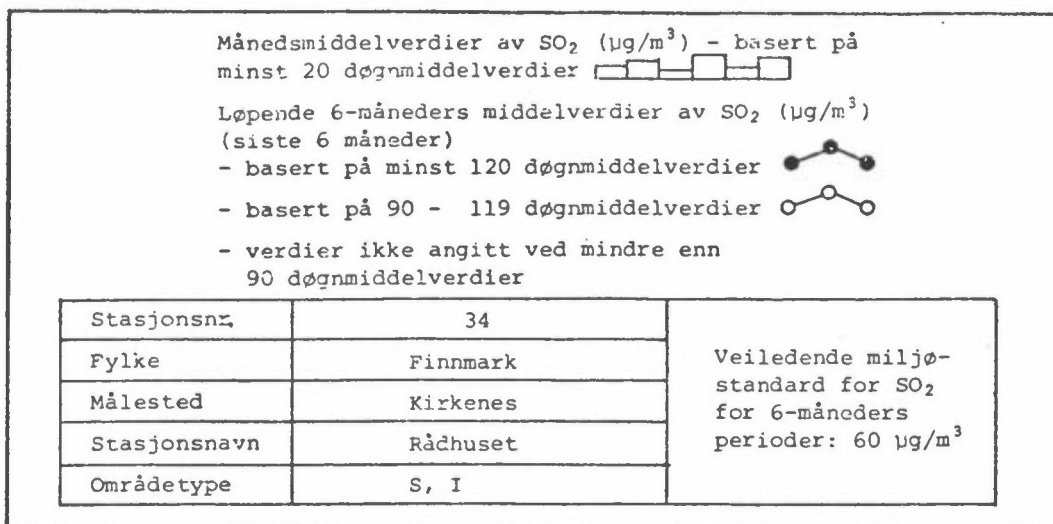 Månedsmiddelverdier av SO₂ (µg/m³) - basert på
minst 20 døgnmiddelverdier
Løpende 6-måneders middelverdier av SO₂ (µg/m³)
(siste 6 måneder)
- basert på minst 120 døgnmiddelverdier
- basert på 90 - 119 døgnmiddelverdier
- verdier ikke angitt ved mindre enn
90 døgnmiddelverdier
Stasjonsnr. 34
Fylke Finnmark
Målested Kirkenes
Stasjonsnavn Rådhuset
Områdetype S, I
Veiledende miljø-
standard for SO₂
for 6-måneders
perioder: 60 µg/m³